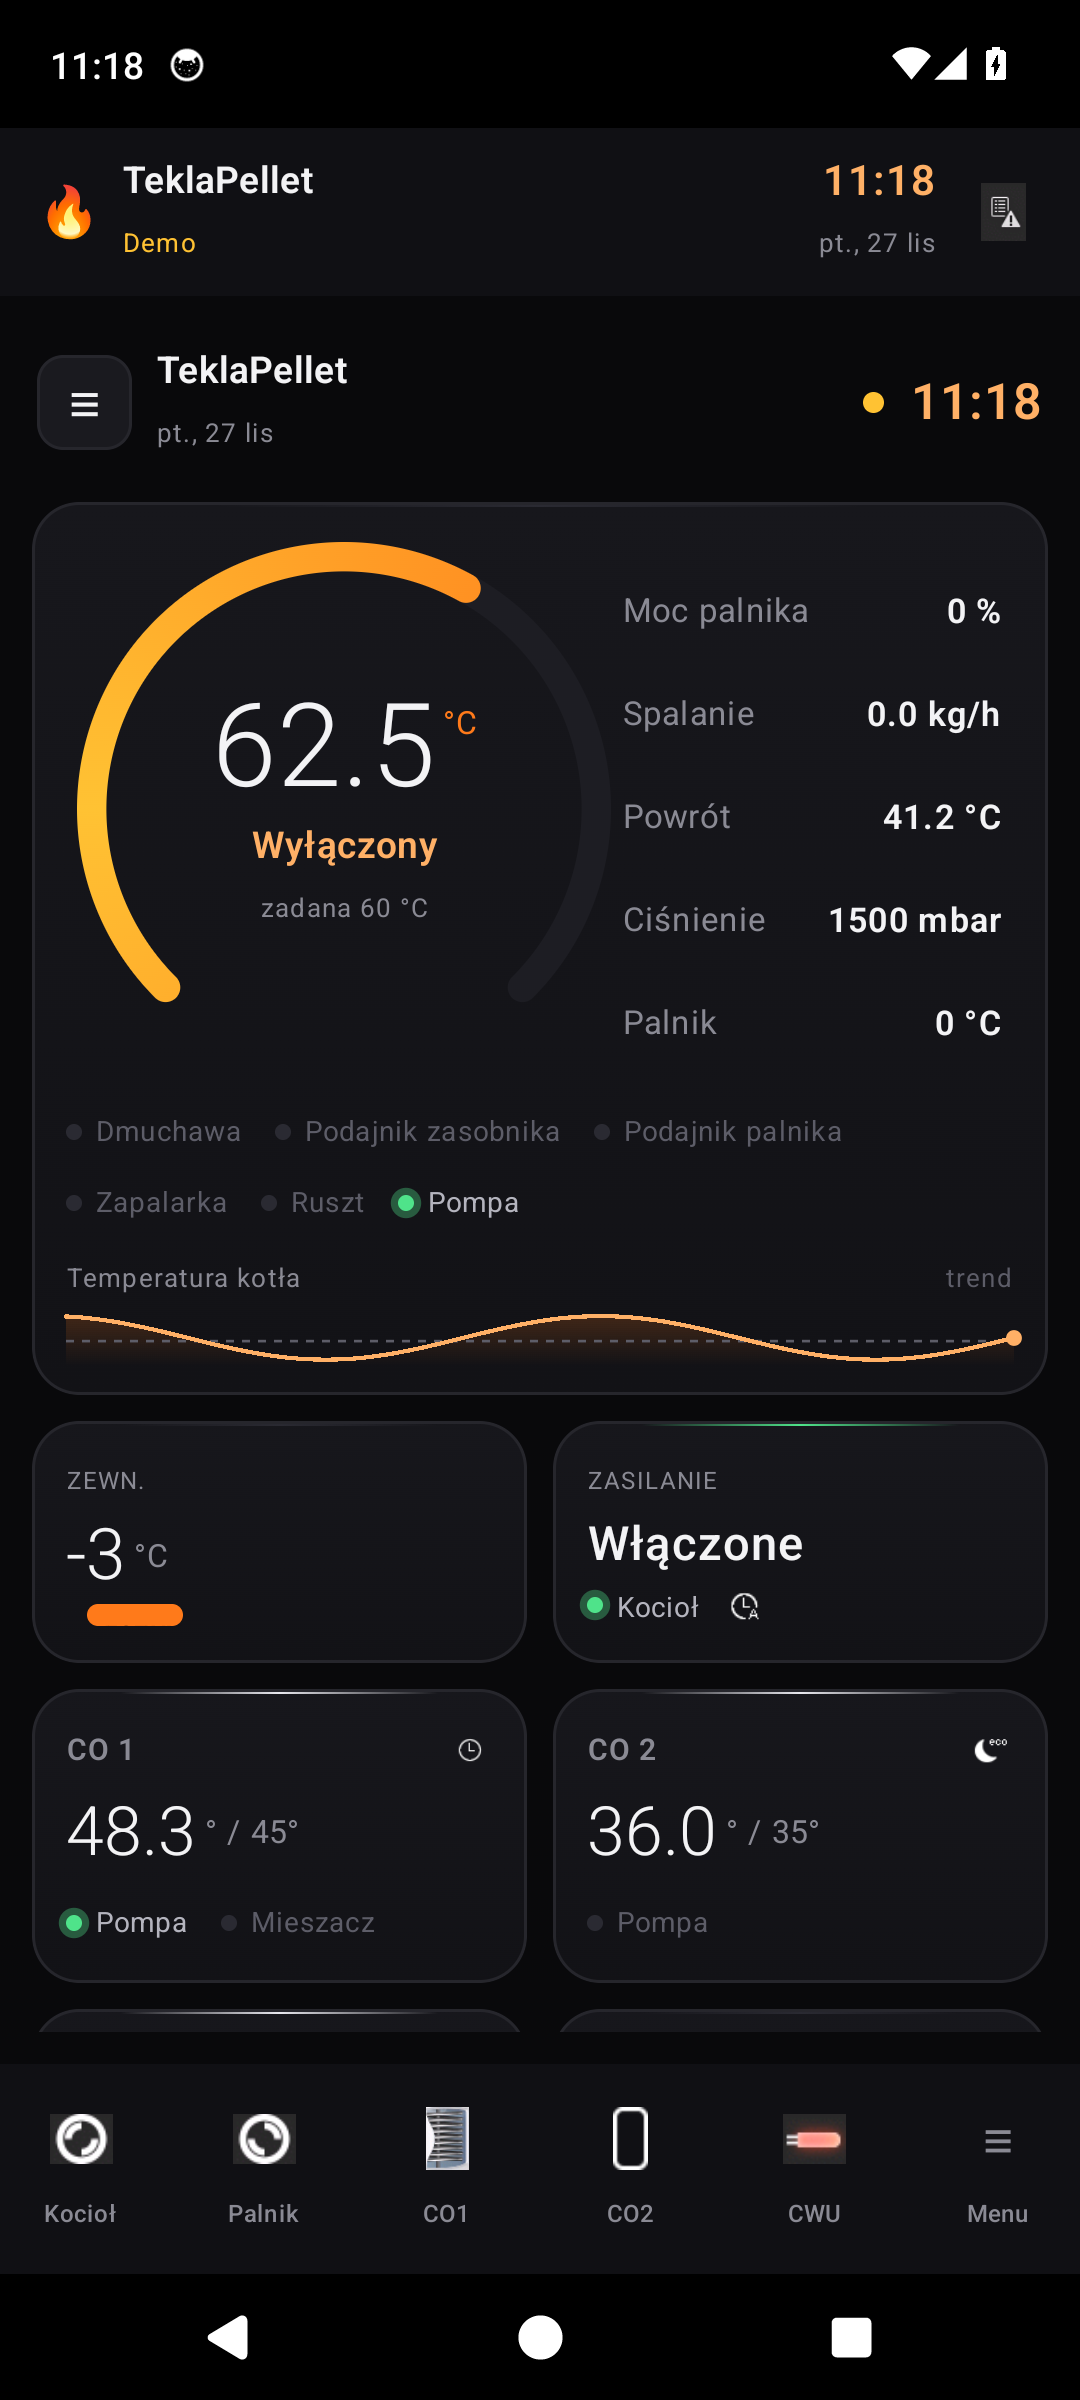 11:18
TeklaPellet
Demo
11:18
pt., 27 lis
TeklaPellet
pt., 27 lis
11:18
62.5 °C
Wyłączony
zadana 60 °C
Moc palnika 0 %
Spalanie 0.0 kg/h
Powrót 41.2 °C
Ciśnienie 1500 mbar
Palnik 0 °C
Dmuchawa Podajnik zasobnika Podajnik palnika
Zapalarka Ruszt Pompa
Temperatura kotła trend
ZEWN.
-3 °C
ZASILANIE
Włączone
Kocioł A
CO 1
48.3 ° / 45°
Pompa Mieszacz
CO 2 eco
36.0 ° / 35°
Pompa
Kocioł Palnik CO1 CO2 CWU Menu